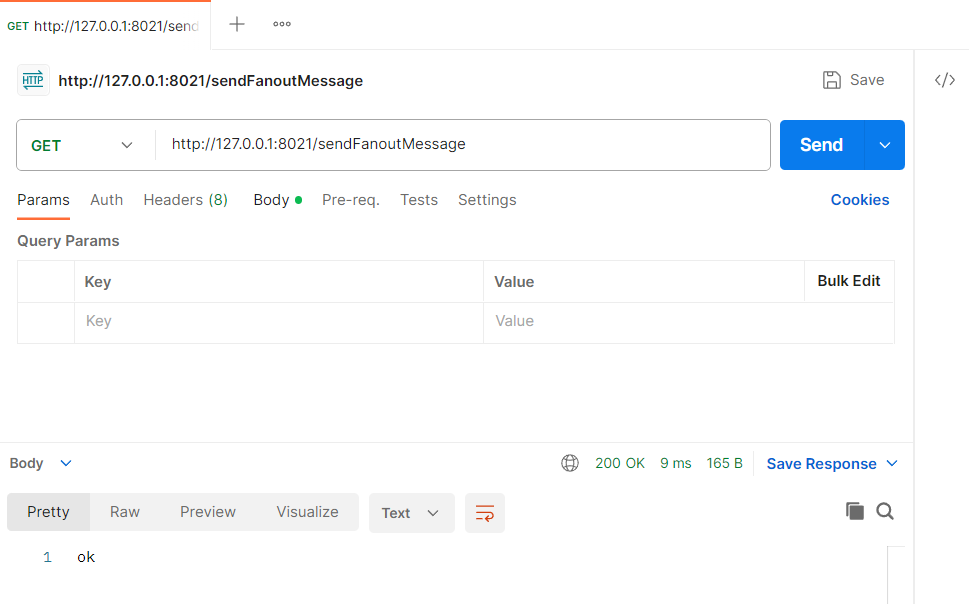 GET http://127.0.0.1:8021/send
HTTP http://127.0.0.1:8021/sendFanoutMessage Save </>
GET http://127.0.0.1:8021/sendFanoutMessage Send
Params Auth Headers (8) Body Pre-req. Tests Settings Cookies
Query Params
Key Value Bulk Edit
Key Value
Body 200 OK 9 ms 165 B Save Response
Pretty Raw Preview Visualize Text
1 ok